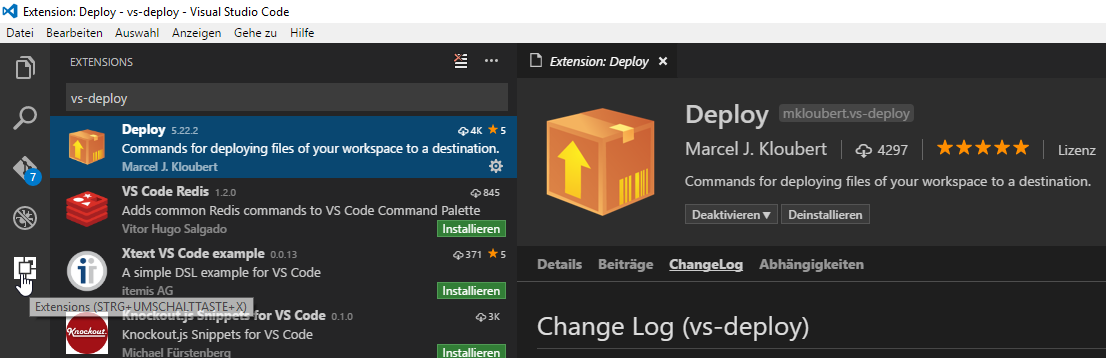 Extension: Deploy - vs-deploy - Visual Studio Code
Datei Bearbeiten Auswahl Anzeigen Gehe zu Hilfe
EXTENSIONS
vs-deploy
Deploy 5.22.2 4K 5
Commands for deploying files of your workspace to a destination.
Marcel J. Kloubert
VS Code Redis 1.2.0 845
Adds common Redis commands to VS Code Command Palette
Vitor Hugo Salgado Installieren
Xtext VS Code example 0.0.13 371 5
A simple DSL example for VS Code
itemis AG Installieren
Knockout.js Snippets for VS Code 0.1.0 3K
Knockout.js Snippets for VS Code
Michael Fürstenberg Installieren
Knockout.
7
Extensions (STRG+UMSCHALTTASTE+X)
Extension: Deploy
Deploy mkloubert.vs-deploy
Marcel J. Kloubert 4297 Lizenz
Commands for deploying files of your workspace to a destination.
Deaktivieren Deinstallieren
Details Beiträge ChangeLog Abhängigkeiten
Change Log (vs-deploy)